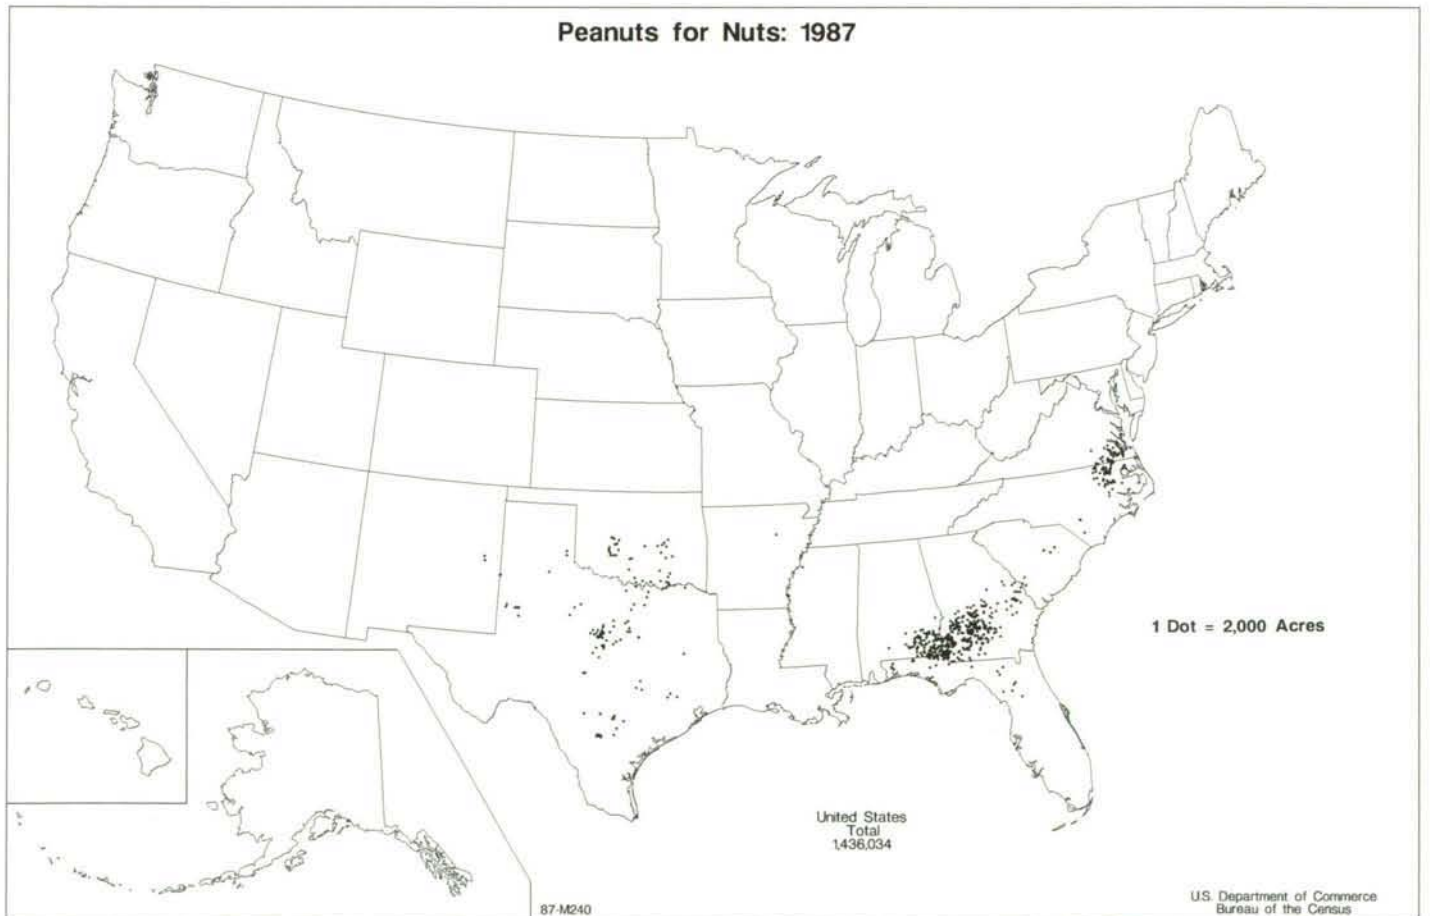 Peanuts for Nuts: 1987
1 Dot = 2,000 Acres
United States
Total
1,436,034
87-M240
U.S. Department of Commerce
Bureau of the Census